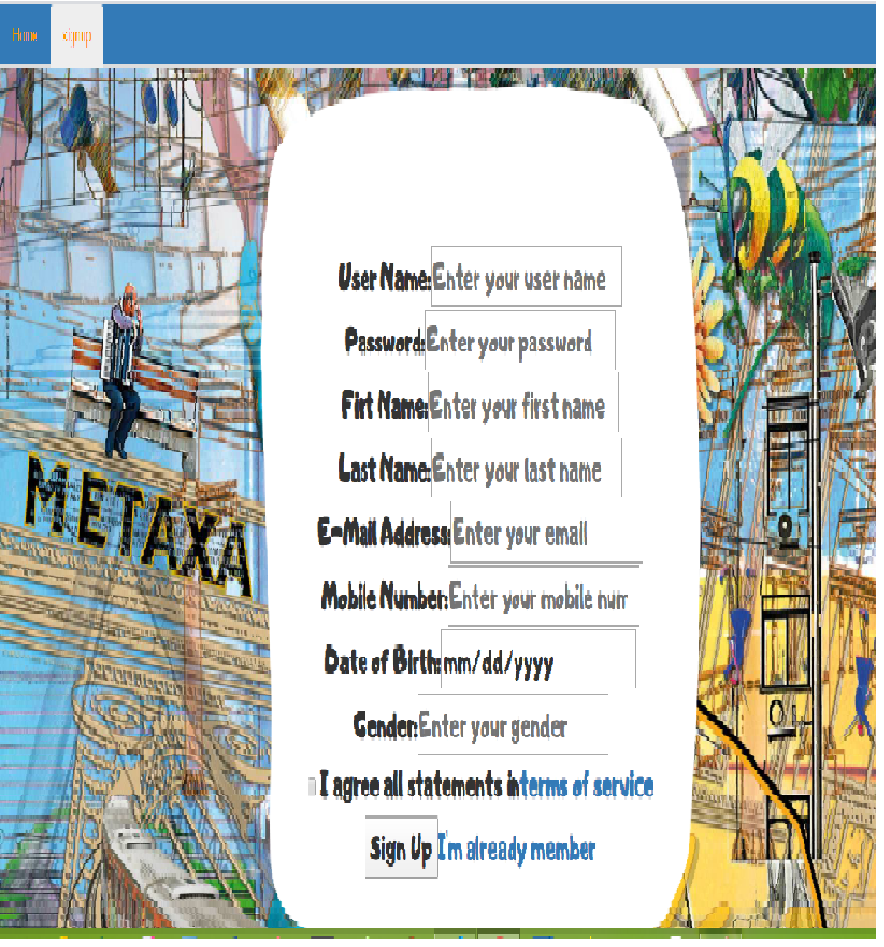 Home signup
User Name: Enter your user name
Password: Enter your password
Firt Name: Enter your first name
Last Name: Enter your last name
E-Mail Address: Enter your email
Mobile Number: Enter your mobile num
Date of Birth: mm/dd/yyyy
Gender: Enter your gender
I agree all statements in terms of service
Sign Up I'm already member
METAXA